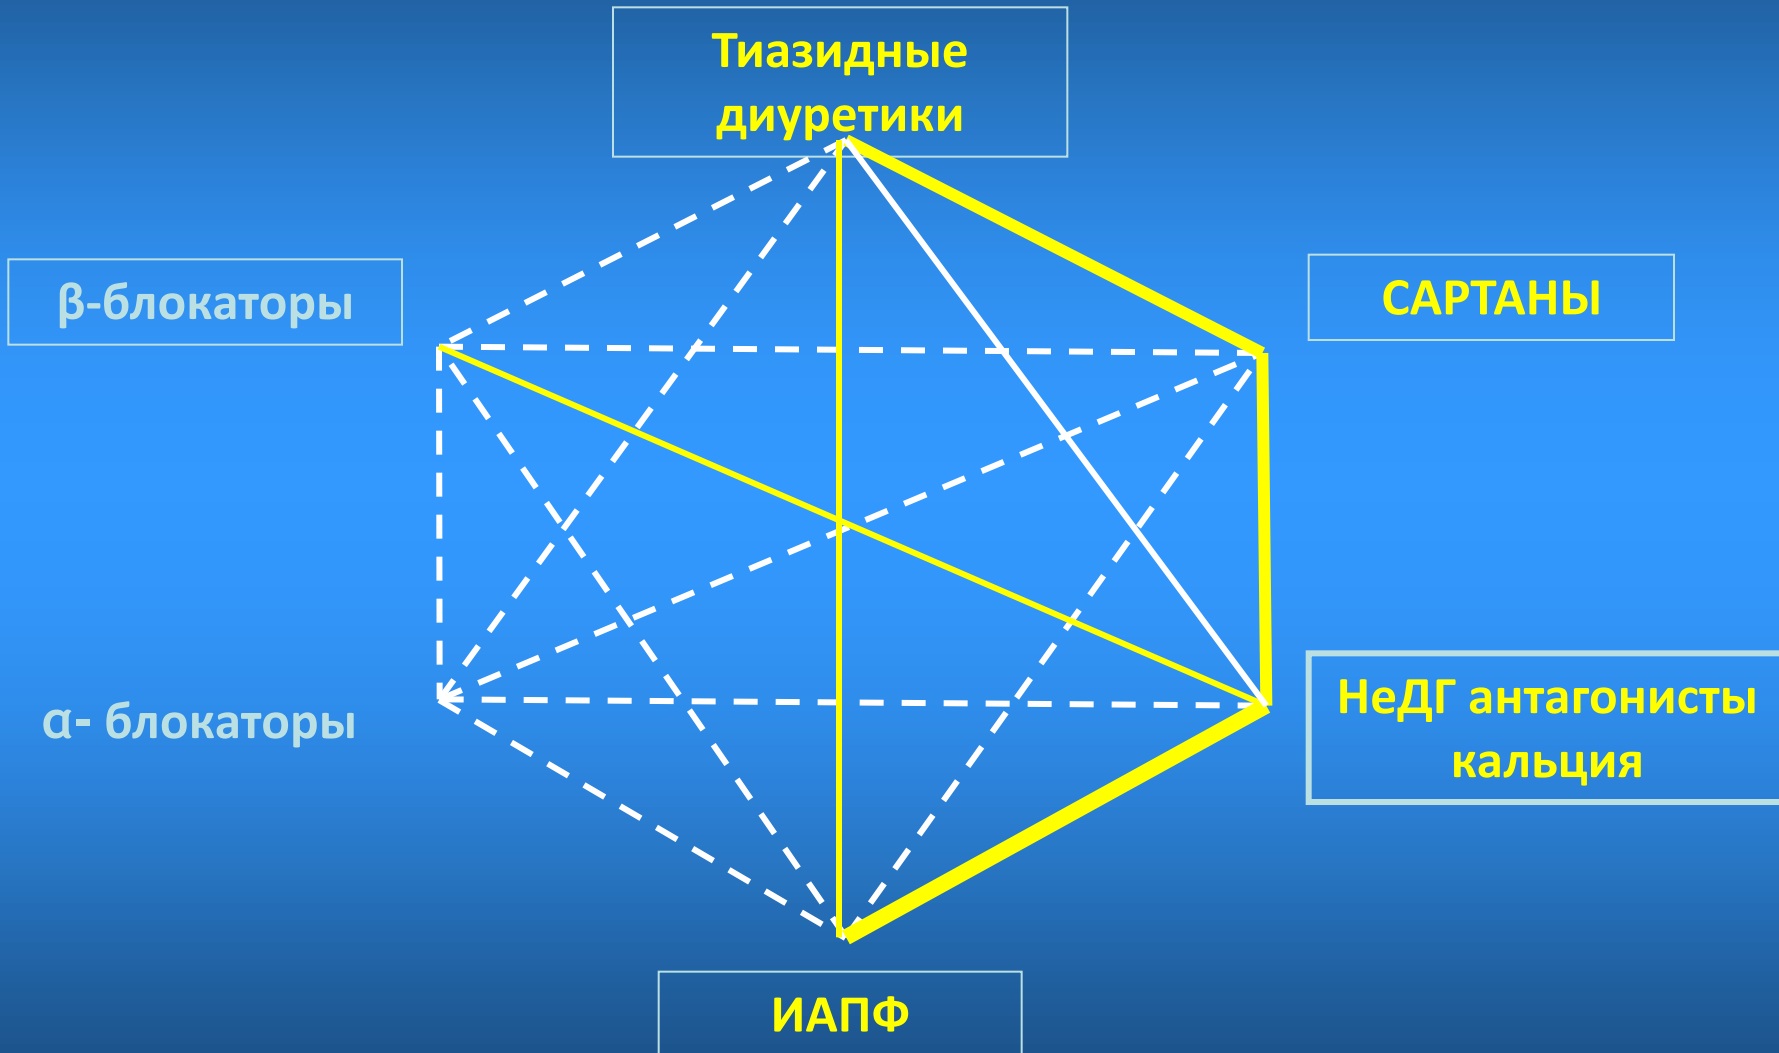 Тиазидные
диуретики
β-блокаторы
САРТАНЫ
α- блокаторы
НеДГ антагонисты
кальция
ИАПФ